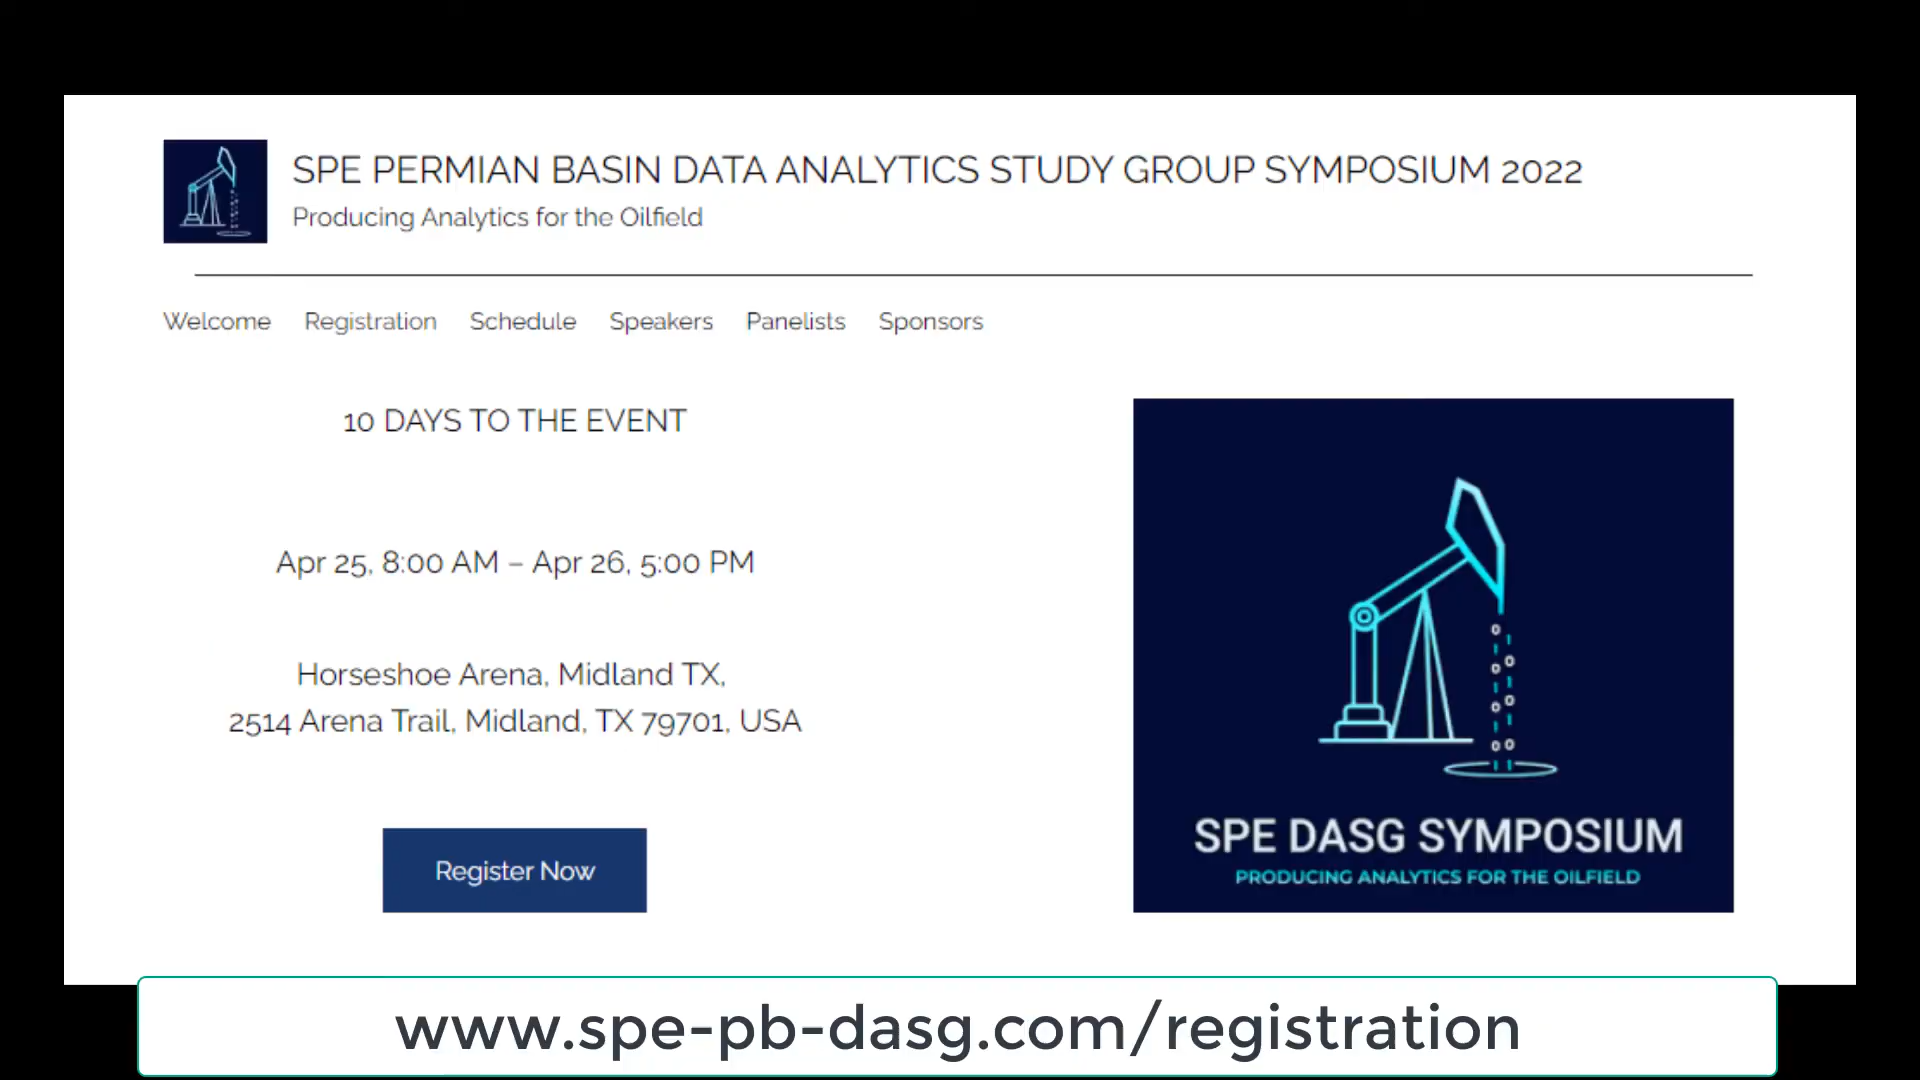 SPE PERMIAN BASIN DATA ANALYTICS STUDY GROUP SYMPOSIUM 2022
Producing Analytics for the Oilfield
Welcome Registration Schedule Speakers Panelists Sponsors
10 DAYS TO THE EVENT
Apr 25, 8:00 AM – Apr 26, 5:00 PM
Horseshoe Arena, Midland TX,
2514 Arena Trail, Midland, TX 79701, USA
Register Now
SPE DASG SYMPOSIUM
PRODUCING ANALYTICS FOR THE OILFIELD
www.spe-pb-dasg.com/registration